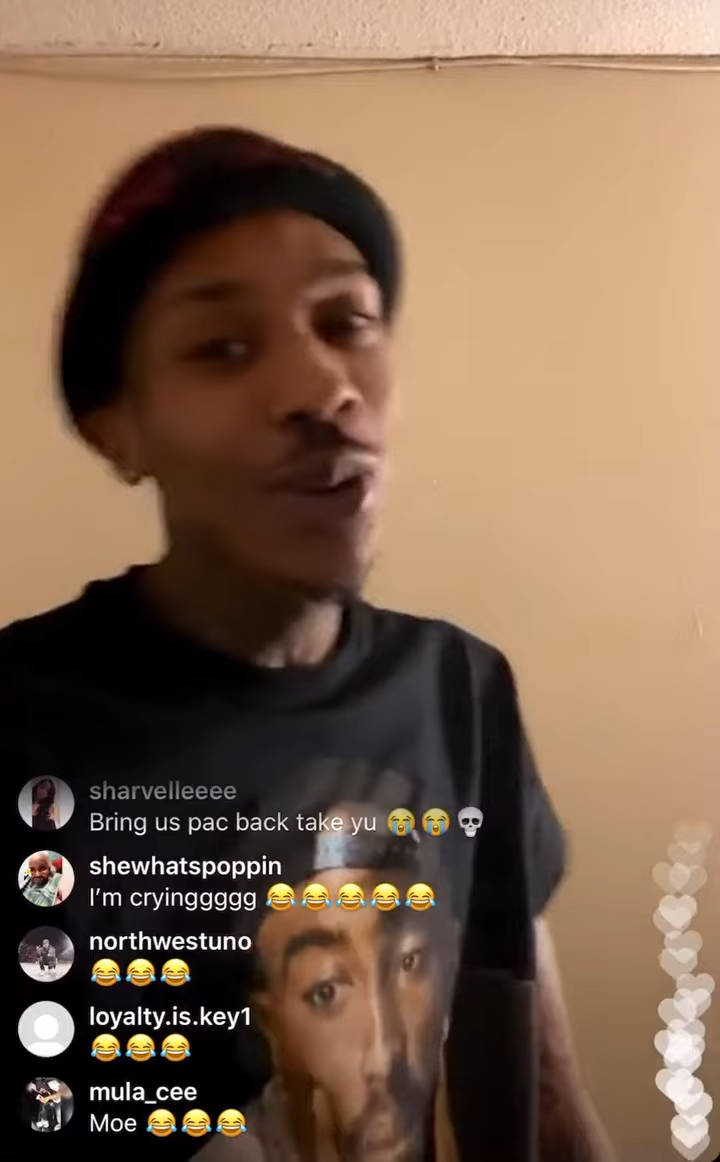 sharvelleeee
Bring us pac back take yu 😭😭💀
shewhatspoppin
I'm cryinggggg 😂😂😂😂😂
northwestuno
😂😂😂
loyalty.is.key1
😂😂😂
mula_cee
Moe 😂😂😂